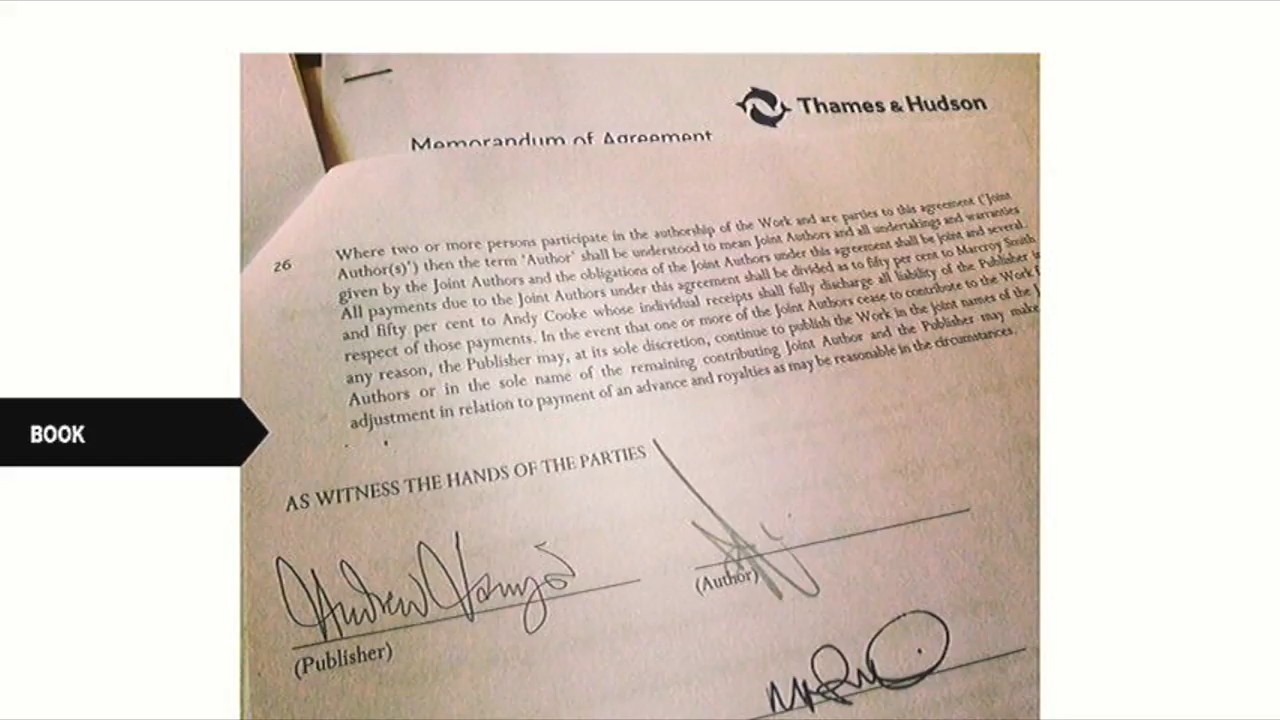 Thames & Hudson
Memorandum of Agreement
26
Where two or more persons participate in the authorship of the Work and are parties to this agreement ('Joint
Author(s)') then the term 'Author' shall be understood to mean Joint Authors and all undertakings and warranties
given by the Joint Authors and the obligations of the Joint Authors under this agreement shall be joint and several.
All payments due to the Joint Authors under this agreement shall be divided as to fifty per cent to Marcroy Smith
and fifty per cent to Andy Cooke whose individual receipts shall fully discharge all liability of the Publisher in
respect of those payments. In the event that one or more of the Joint Authors cease to contribute to the Work
any reason, the Publisher may, at its sole discretion, continue to publish the Work in the joint names of the
Authors or in the sole name of the remaining contributing Joint Author and the Publisher may make
adjustment in relation to payment of an advance and royalties as may be reasonable in the circumstances.
BOOK
AS WITNESS THE HANDS OF THE PARTIES
(Author)
(Publisher)